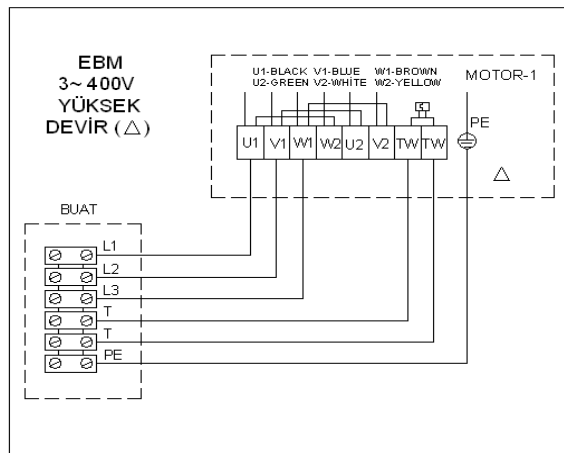 EBM
3~ 400V
YÜKSEK
DEVİR (△)
U1-BLACK V1-BLUE W1-BROWN
U2-GREEN V2-WHITE W2-YELLOW
MOTOR-1
PE
U1 V1 W1 W2 U2 V2 TW TW
△
BUAT
L1
L2
L3
T
T
PE